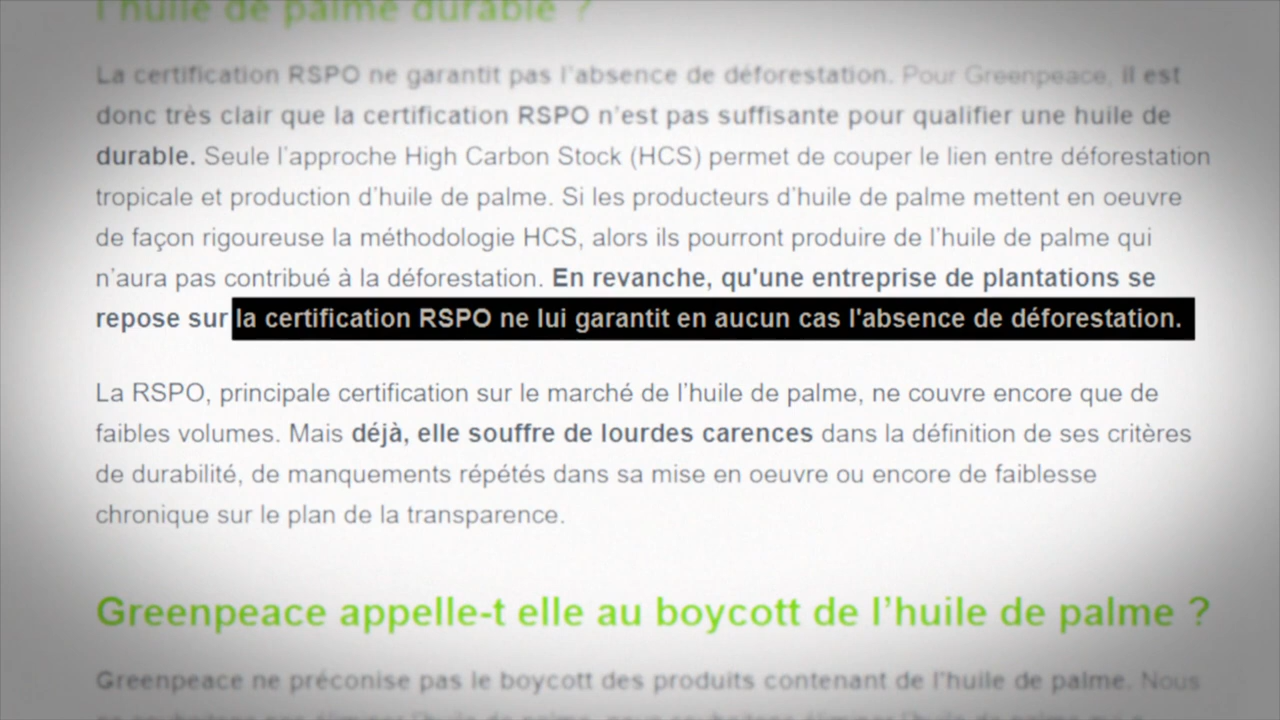 l'huile de palme durable ?
La certification RSPO ne garantit pas l'absence de déforestation. Pour Greenpeace, il est
donc très clair que la certification RSPO n'est pas suffisante pour qualifier une huile de
durable. Seule l'approche High Carbon Stock (HCS) permet de couper le lien entre déforestation
tropicale et production d'huile de palme. Si les producteurs d'huile de palme mettent en oeuvre
de façon rigoureuse la méthodologie HCS, alors ils pourront produire de l'huile de palme qui
n'aura pas contribué à la déforestation. En revanche, qu'une entreprise de plantations se
repose sur la certification RSPO ne lui garantit en aucun cas l'absence de déforestation.
La RSPO, principale certification sur le marché de l'huile de palme, ne couvre encore que de
faibles volumes. Mais déjà, elle souffre de lourdes carences dans la définition de ses critères
de durabilité, de manquements répétés dans sa mise en oeuvre ou encore de faiblesse
chronique sur le plan de la transparence.
Greenpeace appelle-t elle au boycott de l'huile de palme ?
Greenpeace ne préconise pas le boycott des produits contenant de l'huile de palme. Nous